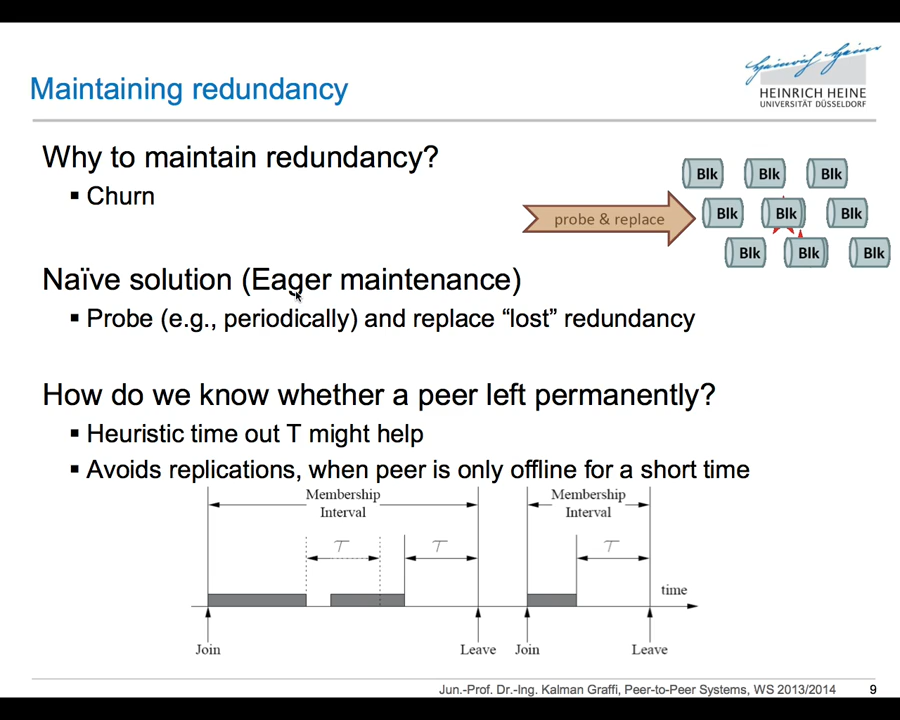 Maintaining redundancy
Heinrich Heine
HEINRICH HEINE
UNIVERSITÄT DÜSSELDORF
Why to maintain redundancy?
▪ Churn
probe & replace
Blk Blk Blk
Blk Blk Blk
Blk Blk Blk
Naïve solution (Eager maintenance)
▪ Probe (e.g., periodically) and replace “lost” redundancy
How do we know whether a peer left permanently?
▪ Heuristic time out T might help
▪ Avoids replications, when peer is only offline for a short time
Membership Membership
Interval Interval
T T T
time
Join Leave Join Leave
Jun.-Prof. Dr.-Ing. Kalman Graffi, Peer-to-Peer Systems, WS 2013/2014 9